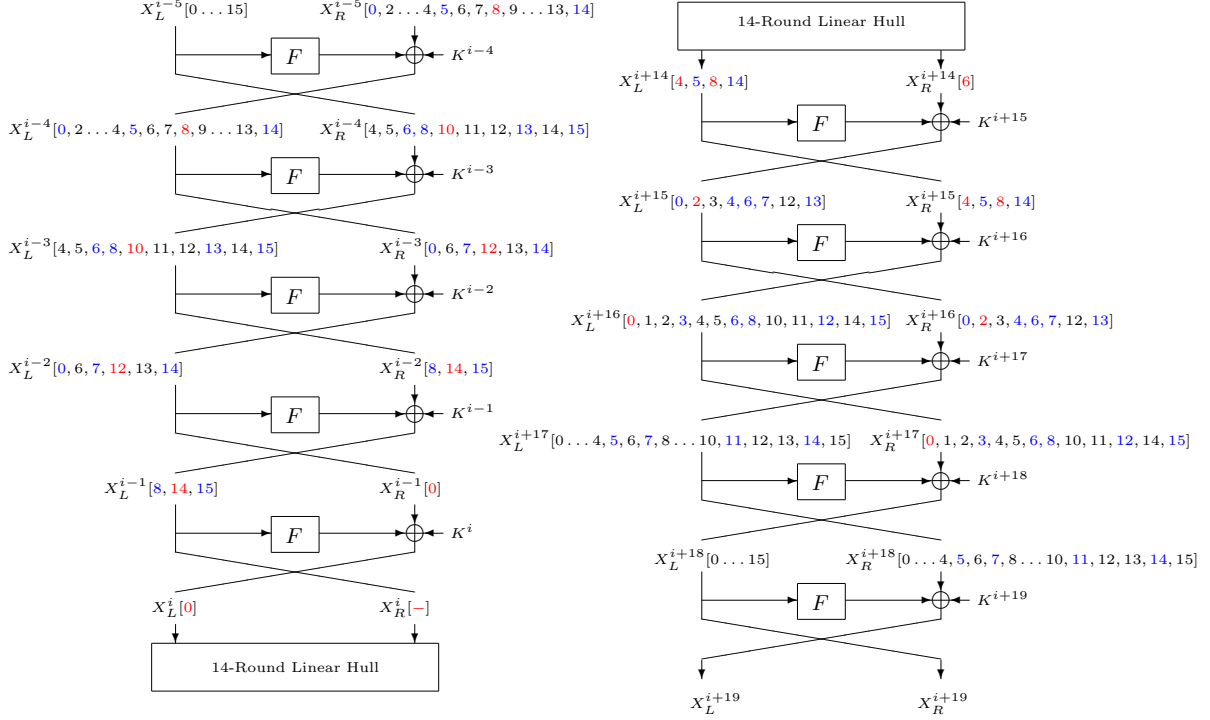 X_L^{i-5}[0 … 15] X_R^{i-5}[0, 2 … 4, 5, 6, 7, 8, 9 … 13, 14]
F K^{i-4}
X_L^{i-4}[0, 2 … 4, 5, 6, 7, 8, 9 … 13, 14] X_R^{i-4}[4, 5, 6, 8, 10, 11, 12, 13, 14, 15]
F K^{i-3}
X_L^{i-3}[4, 5, 6, 8, 10, 11, 12, 13, 14, 15] X_R^{i-3}[0, 6, 7, 12, 13, 14]
F K^{i-2}
X_L^{i-2}[0, 6, 7, 12, 13, 14] X_R^{i-2}[8, 14, 15]
F K^{i-1}
X_L^{i-1}[8, 14, 15] X_R^{i-1}[0]
F K^i
X_L^i[0] X_R^i[−]
14-Round Linear Hull
14-Round Linear Hull
X_L^{i+14}[4, 5, 8, 14] X_R^{i+14}[6]
F K^{i+15}
X_L^{i+15}[0, 2, 3, 4, 6, 7, 12, 13] X_R^{i+15}[4, 5, 8, 14]
F K^{i+16}
X_L^{i+16}[0, 1, 2, 3, 4, 5, 6, 8, 10, 11, 12, 14, 15] X_R^{i+16}[0, 2, 3, 4, 6, 7, 12, 13]
F K^{i+17}
X_L^{i+17}[0 … 4, 5, 6, 7, 8 … 10, 11, 12, 13, 14, 15] X_R^{i+17}[0, 1, 2, 3, 4, 5, 6, 8, 10, 11, 12, 14, 15]
F K^{i+18}
X_L^{i+18}[0 … 15] X_R^{i+18}[0 … 4, 5, 6, 7, 8 … 10, 11, 12, 13, 14, 15]
F K^{i+19}
X_L^{i+19} X_R^{i+19}